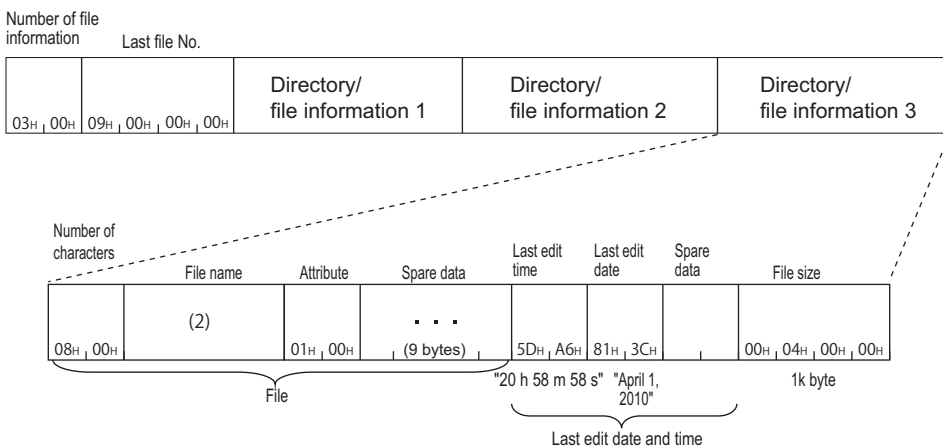 Number of file
information
Last file No.
03H 00H 09H 00H 00H 00H
Directory/
file information 1
Directory/
file information 2
Directory/
file information 3
Number of
characters
File name
Attribute
Spare data
Last edit
time
Last edit
date
Spare
data
File size
08H 00H
(2)
01H 00H
. . .
(9 bytes)
5DH A6H
81H 3CH
00H 04H 00H 00H
File
"20 h 58 m 58 s"
"April 1,
2010"
1k byte
Last edit date and time